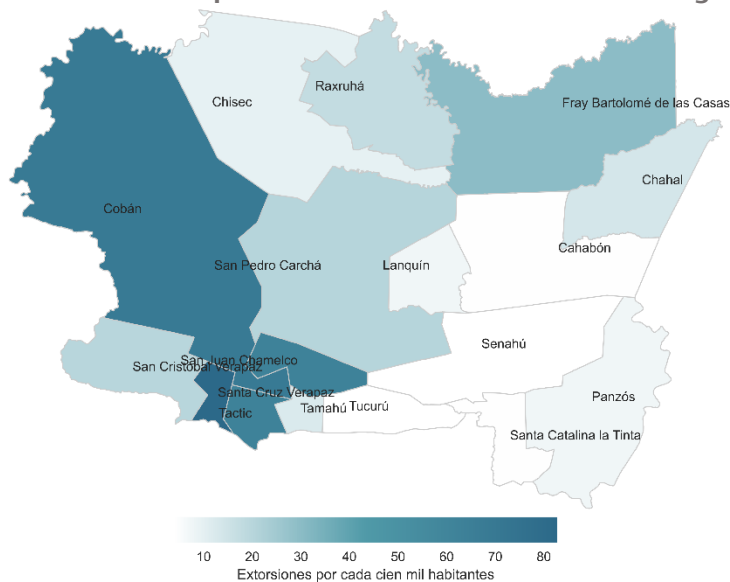 Chisec
Raxruhá
Fray Bartolomé de las Casas
Chahal
Cobán
Cahabón
San Pedro Carchá
Lanquín
Senahú
San Juan Chamelco
San Cristóbal Verapaz
Santa Cruz Verapaz
Panzós
Tactic
Tamahú
Tucurú
Santa Catalina la Tinta
10 20 30 40 50 60 70 80
Extorsiones por cada cien mil habitantes